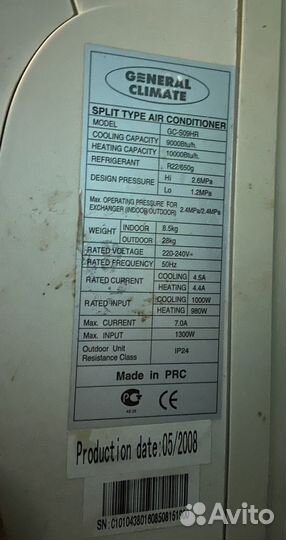 GENERAL
CLIMATE
SPLIT TYPE AIR CONDITIONER
MODEL GC-S09HR
COOLING CAPACITY 9000Btu/h.
HEATING CAPACITY 10000Btu/h.
REFRIGERANT R22/650g
DESIGN PRESSURE Hi 2.6MPa
Lo 1.2MPa
Max. OPERATING PRESSURE FOR
EXCHANGER (INDOOR/OUTDOOR) 2.4MPa/2.4MPa
WEIGHT INDOOR 8.5kg
OUTDOOR 28kg
RATED VOLTAGE 220-240V~
RATED FREQUENCY 50Hz
RATED CURRENT COOLING 4.5A
HEATING 4.4A
RATED INPUT COOLING 1000W
HEATING 980W
Max. CURRENT 7.0A
Max. INPUT 1300W
Outdoor Unit
Resistance Class IP24
Made in PRC
Production date:05/2008
Avito